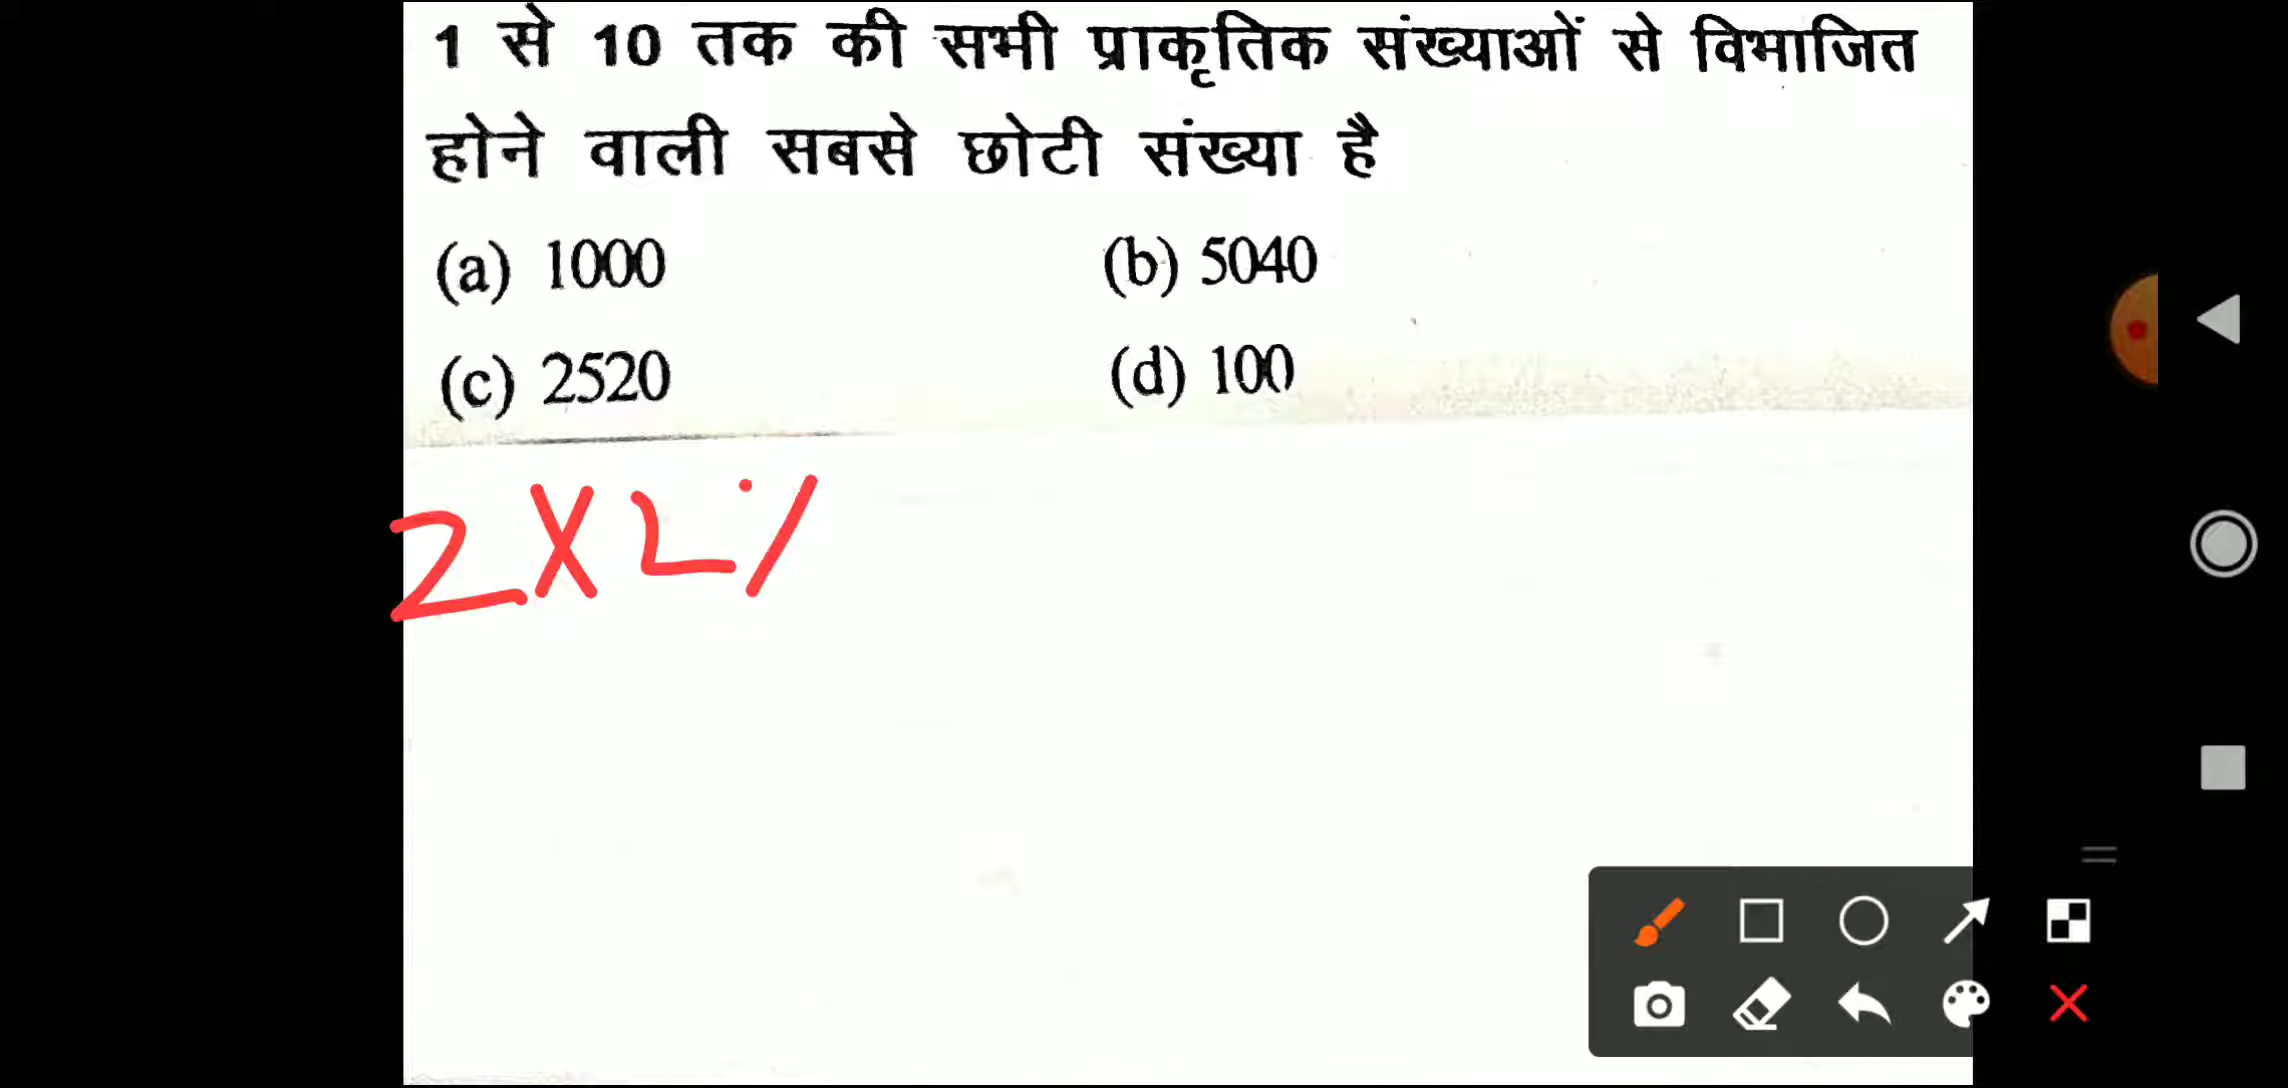 1 से 10 तक की सभी प्राकृतिक संख्याओं से विभाजित
होने वाली सबसे छोटी संख्या है
(a) 1000 (b) 5040
(c) 2520 (d) 100
2X2